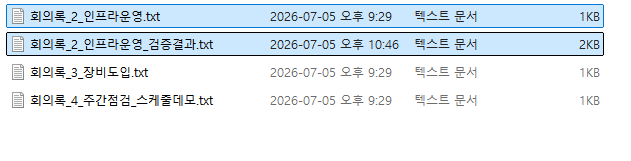 회의록_2_인프라운영.txt 2026-07-05 오후 9:29 텍스트 문서 1KB
회의록_2_인프라운영_검증결과.txt 2026-07-05 오후 10:46 텍스트 문서 2KB
회의록_3_장비도입.txt 2026-07-05 오후 9:29 텍스트 문서 1KB
회의록_4_주간점검_스케줄데모.txt 2026-07-05 오후 9:29 텍스트 문서 1KB